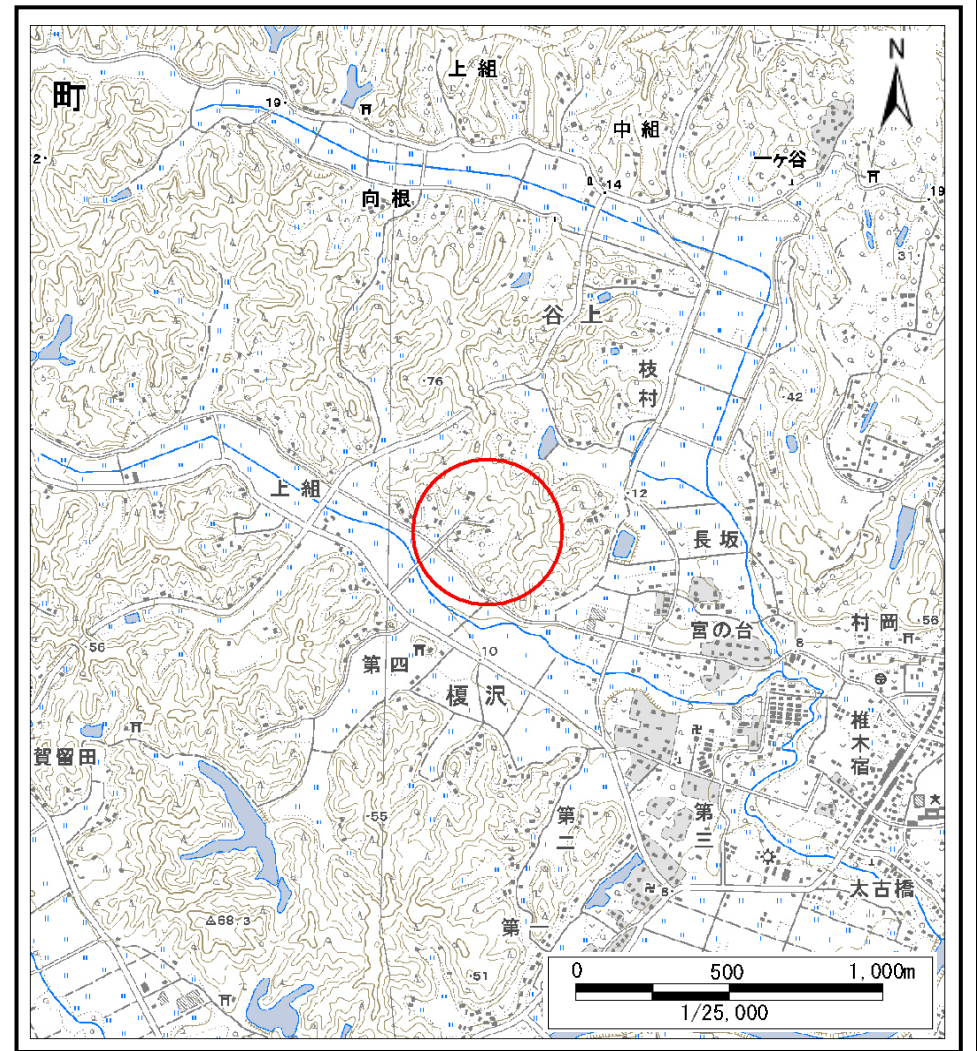 N
上組
町
19
中組
一ヶ谷
2
14
向根
19
31
谷上
50
15
枝村
76
42
上組
12
長坂
宮の台
村岡
56
56
8
第四
10
榎沢
椎木宿
賀留田
55
第二
第三
太古橋
8
68.3
第一
51
0 500 1,000m
1/25,000